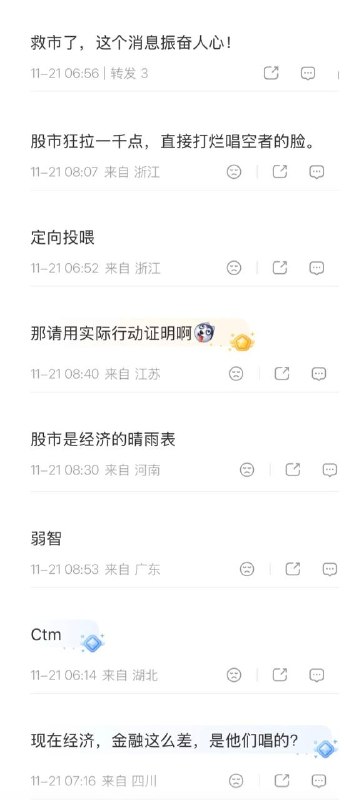 救市了，这个消息振奋人心！
11-21 06:56 | 转发 3
股市狂拉一千点，直接打烂唱空者的脸。
11-21 08:07 来自 浙江
定向投喂
11-21 06:52 来自 浙江
那请用实际行动证明啊
11-21 08:40 来自 江苏
股市是经济的晴雨表
11-21 08:30 来自 河南
弱智
11-21 08:53 来自 广东
Ctm
11-21 06:14 来自 湖北
现在经济，金融这么差，是他们唱的？
11-21 07:16 来自 四川